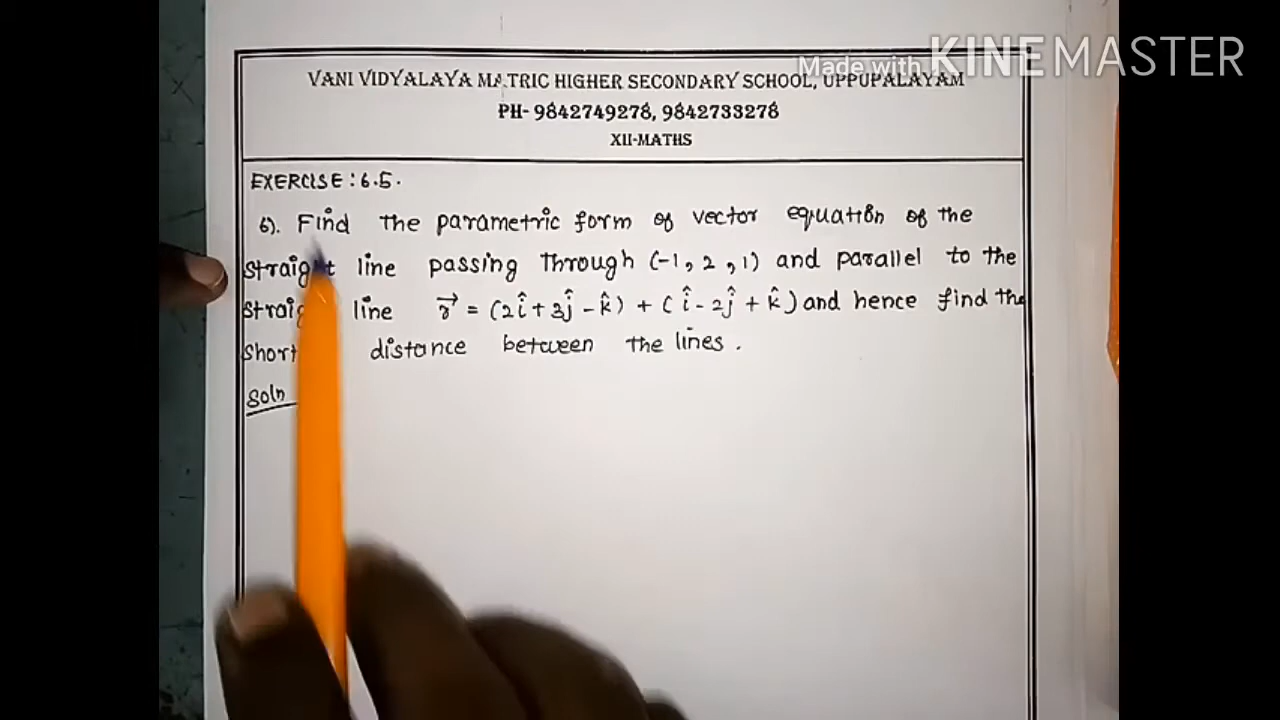 Made with KINEMASTER
VANI VIDYALAYA MATRIC HIGHER SECONDARY SCHOOL, UPPUPALAYAM
PH- 9842749278, 9842733278
XII-MATHS
EXERCISE : 6.5.
6). Find the parametric form of vector equation of the
straight line passing through (-1, 2, 1) and parallel to the
line r⃗ = (2î + 3ĵ - k̂) + (î - 2ĵ + k̂) and hence find the
distance between the lines.
Soln